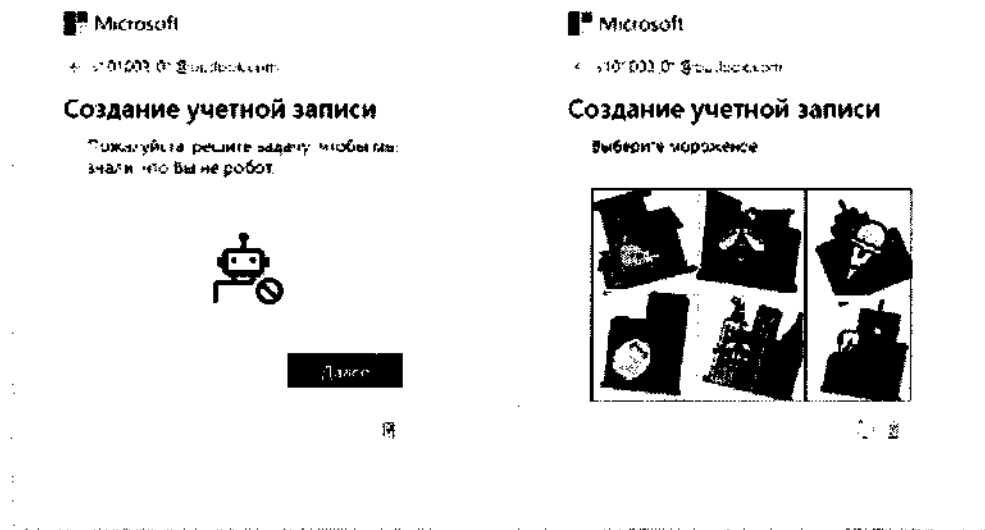 Microsoft
Создание учетной записи
Пожалуйста, решите задачу, чтобы мы
знали, что Вы не робот.
Далее
Microsoft
Создание учетной записи
Выберите мороженое